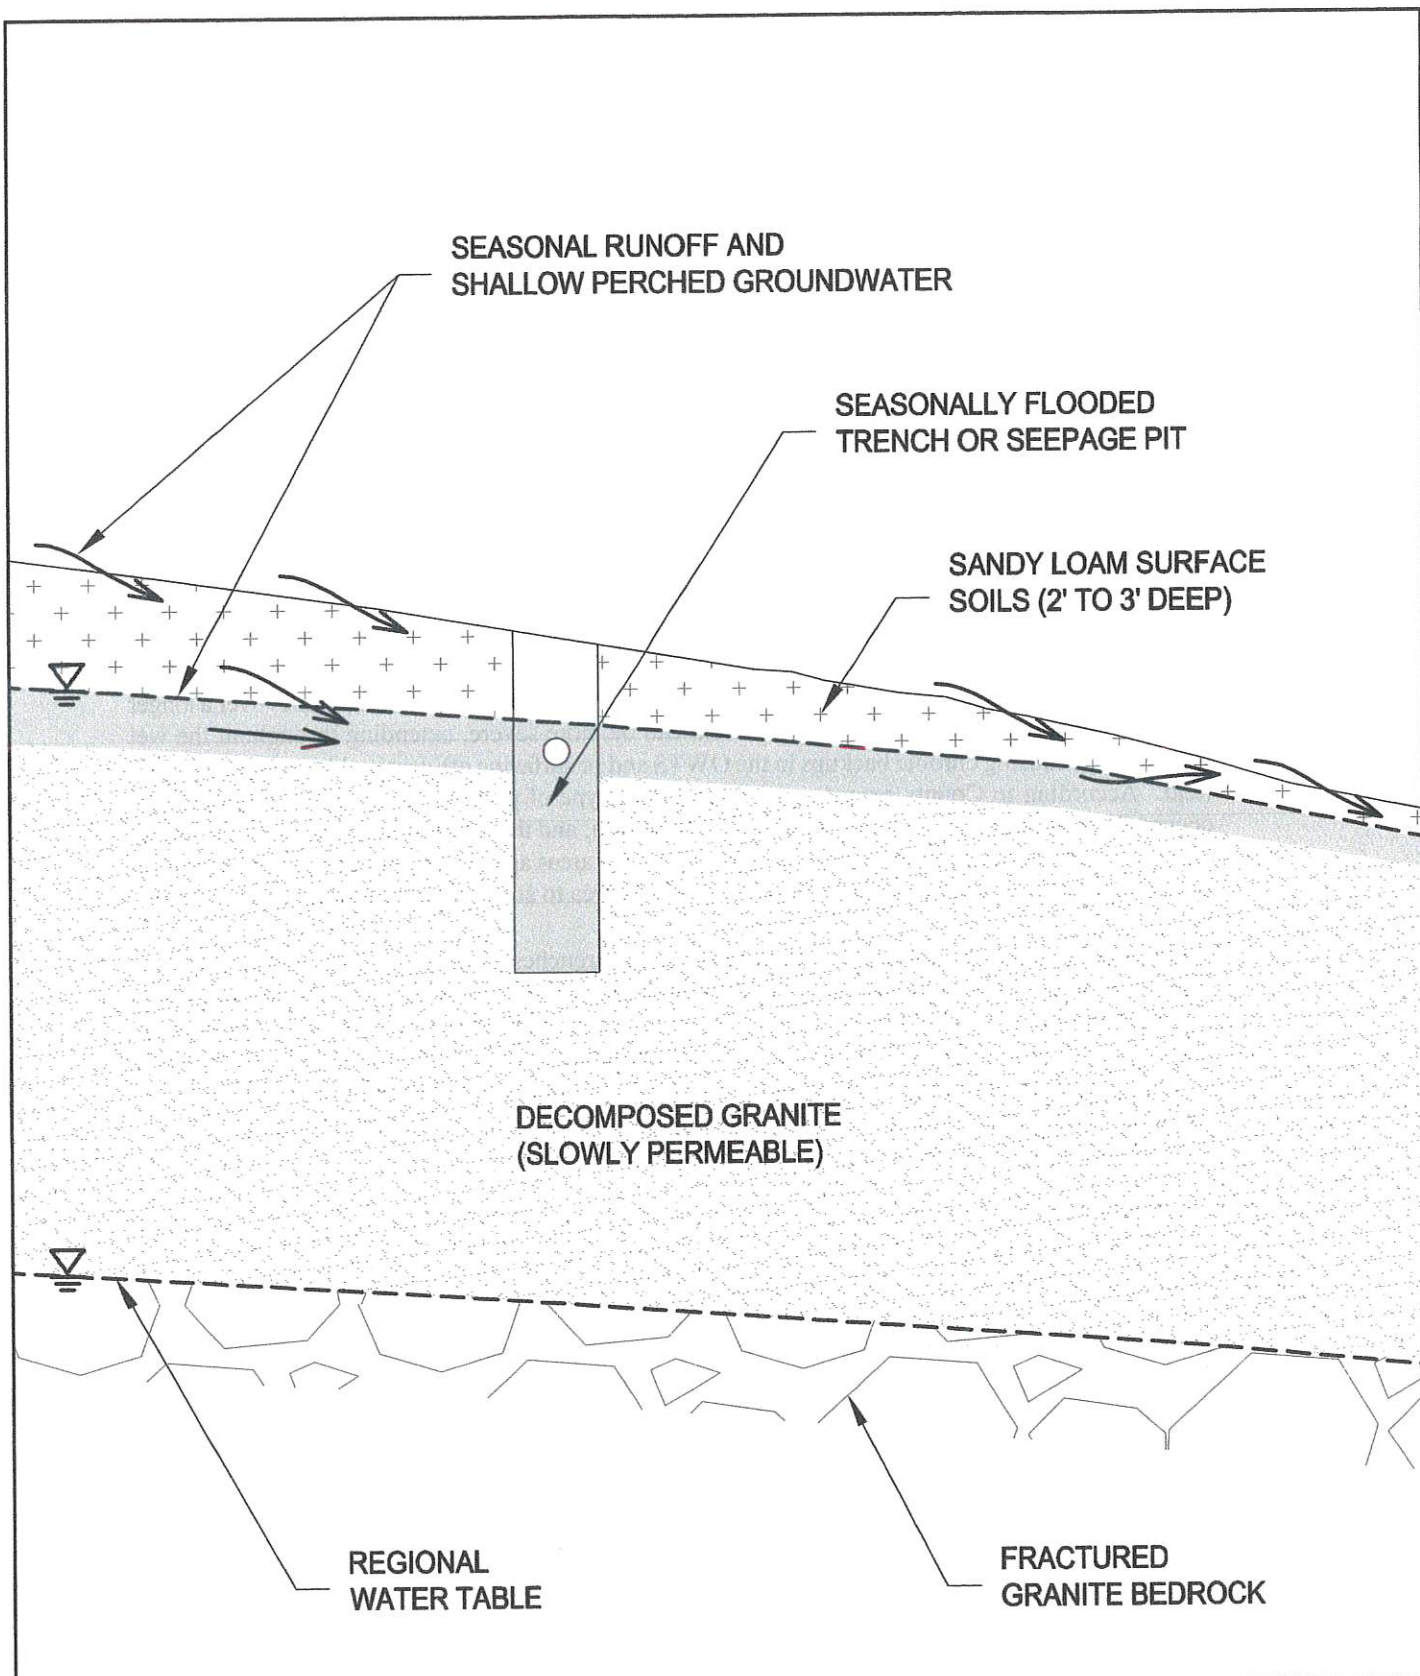 SEASONAL RUNOFF AND
SHALLOW PERCHED GROUNDWATER
SEASONALLY FLOODED
TRENCH OR SEEPAGE PIT
SANDY LOAM SURFACE
SOILS (2' TO 3' DEEP)
DECOMPOSED GRANITE
(SLOWLY PERMEABLE)
REGIONAL
WATER TABLE
FRACTURED
GRANITE BEDROCK